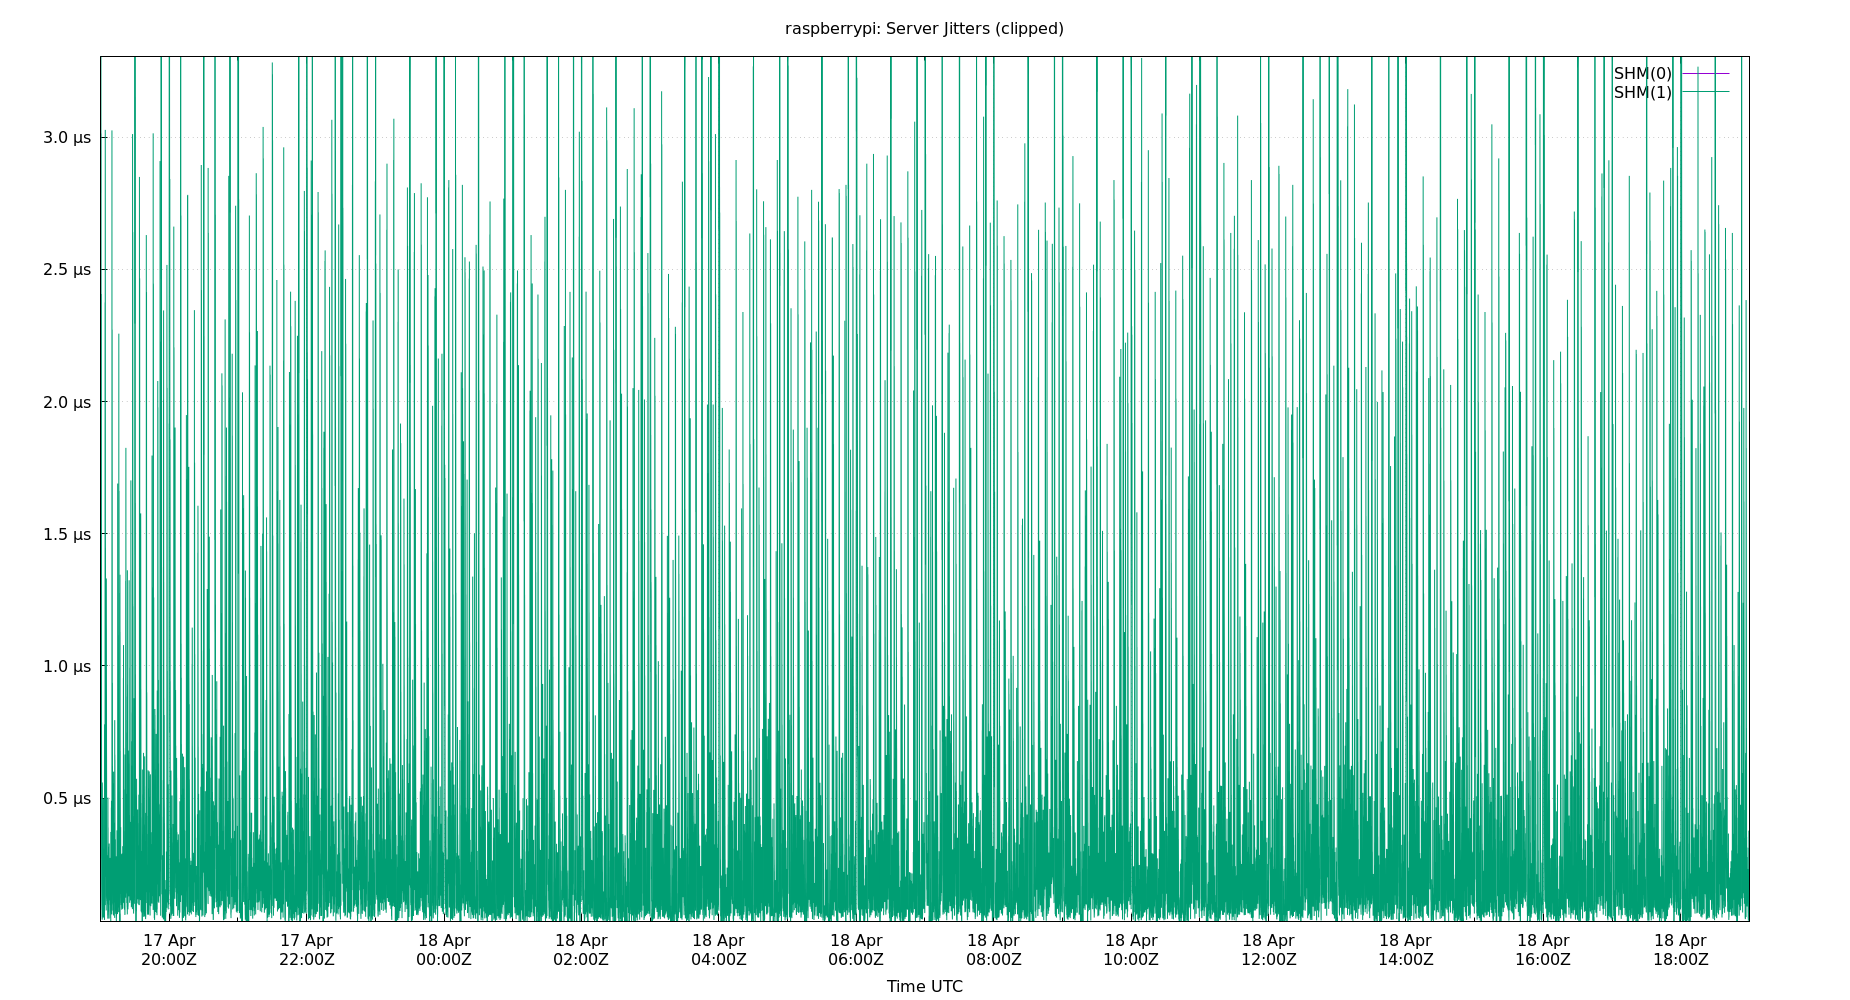 raspberrypi: Server Jitters (clipped)
SHM(0)
SHM(1)
3.0 µs
2.5 µs
2.0 µs
1.5 µs
1.0 µs
0.5 µs
17 Apr 17 Apr 18 Apr 18 Apr 18 Apr 18 Apr 18 Apr 18 Apr 18 Apr 18 Apr 18 Apr 18 Apr
20:00Z 22:00Z 00:00Z 02:00Z 04:00Z 06:00Z 08:00Z 10:00Z 12:00Z 14:00Z 16:00Z 18:00Z
Time UTC